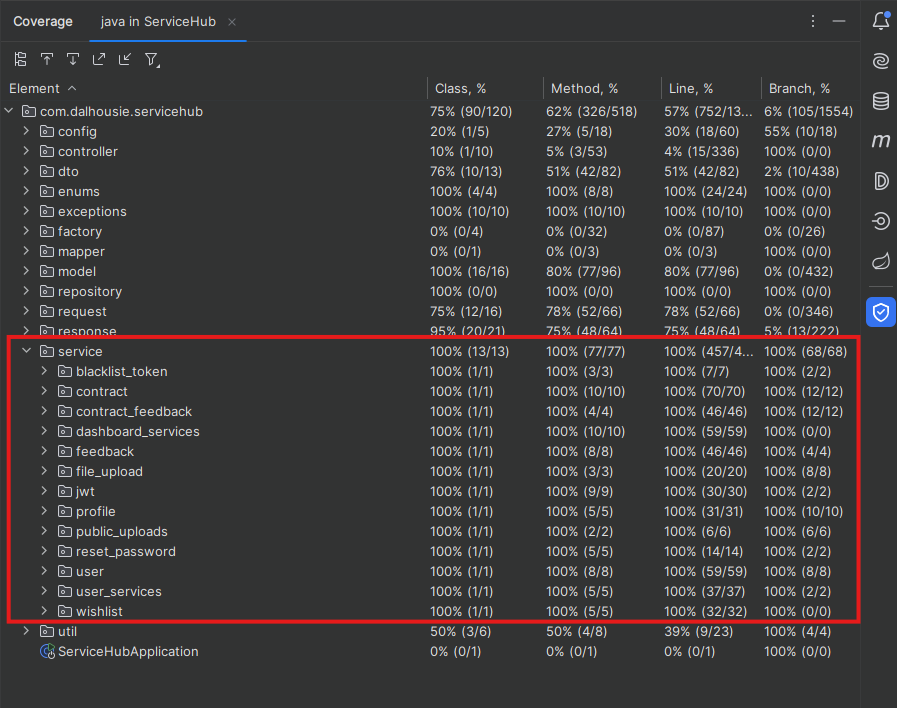 Coverage java in ServiceHub
Element Class, % Method, % Line, % Branch, %
com.dalhousie.servicehub 75% (90/120) 62% (326/518) 57% (752/13... 6% (105/1554)
config 20% (1/5) 27% (5/18) 30% (18/60) 55% (10/18)
controller 10% (1/10) 5% (3/53) 4% (15/336) 100% (0/0)
dto 76% (10/13) 51% (42/82) 51% (42/82) 2% (10/438)
enums 100% (4/4) 100% (8/8) 100% (24/24) 100% (0/0)
exceptions 100% (10/10) 100% (10/10) 100% (10/10) 100% (0/0)
factory 0% (0/4) 0% (0/32) 0% (0/87) 0% (0/26)
mapper 0% (0/1) 0% (0/3) 0% (0/3) 100% (0/0)
model 100% (16/16) 80% (77/96) 80% (77/96) 0% (0/432)
repository 100% (0/0) 100% (0/0) 100% (0/0) 100% (0/0)
request 75% (12/16) 78% (52/66) 78% (52/66) 0% (0/346)
response 95% (20/21) 75% (48/64) 75% (48/64) 5% (13/222)
service 100% (13/13) 100% (77/77) 100% (457/4... 100% (68/68)
blacklist_token 100% (1/1) 100% (3/3) 100% (7/7) 100% (2/2)
contract 100% (1/1) 100% (10/10) 100% (70/70) 100% (12/12)
contract_feedback 100% (1/1) 100% (4/4) 100% (46/46) 100% (12/12)
dashboard_services 100% (1/1) 100% (10/10) 100% (59/59) 100% (0/0)
feedback 100% (1/1) 100% (8/8) 100% (46/46) 100% (4/4)
file_upload 100% (1/1) 100% (3/3) 100% (20/20) 100% (8/8)
jwt 100% (1/1) 100% (9/9) 100% (30/30) 100% (2/2)
profile 100% (1/1) 100% (5/5) 100% (31/31) 100% (10/10)
public_uploads 100% (1/1) 100% (2/2) 100% (6/6) 100% (6/6)
reset_password 100% (1/1) 100% (5/5) 100% (14/14) 100% (2/2)
user 100% (1/1) 100% (8/8) 100% (59/59) 100% (8/8)
user_services 100% (1/1) 100% (5/5) 100% (37/37) 100% (2/2)
wishlist 100% (1/1) 100% (5/5) 100% (32/32) 100% (0/0)
util 50% (3/6) 50% (4/8) 39% (9/23) 100% (4/4)
ServiceHubApplication 0% (0/1) 0% (0/1) 0% (0/1) 100% (0/0)